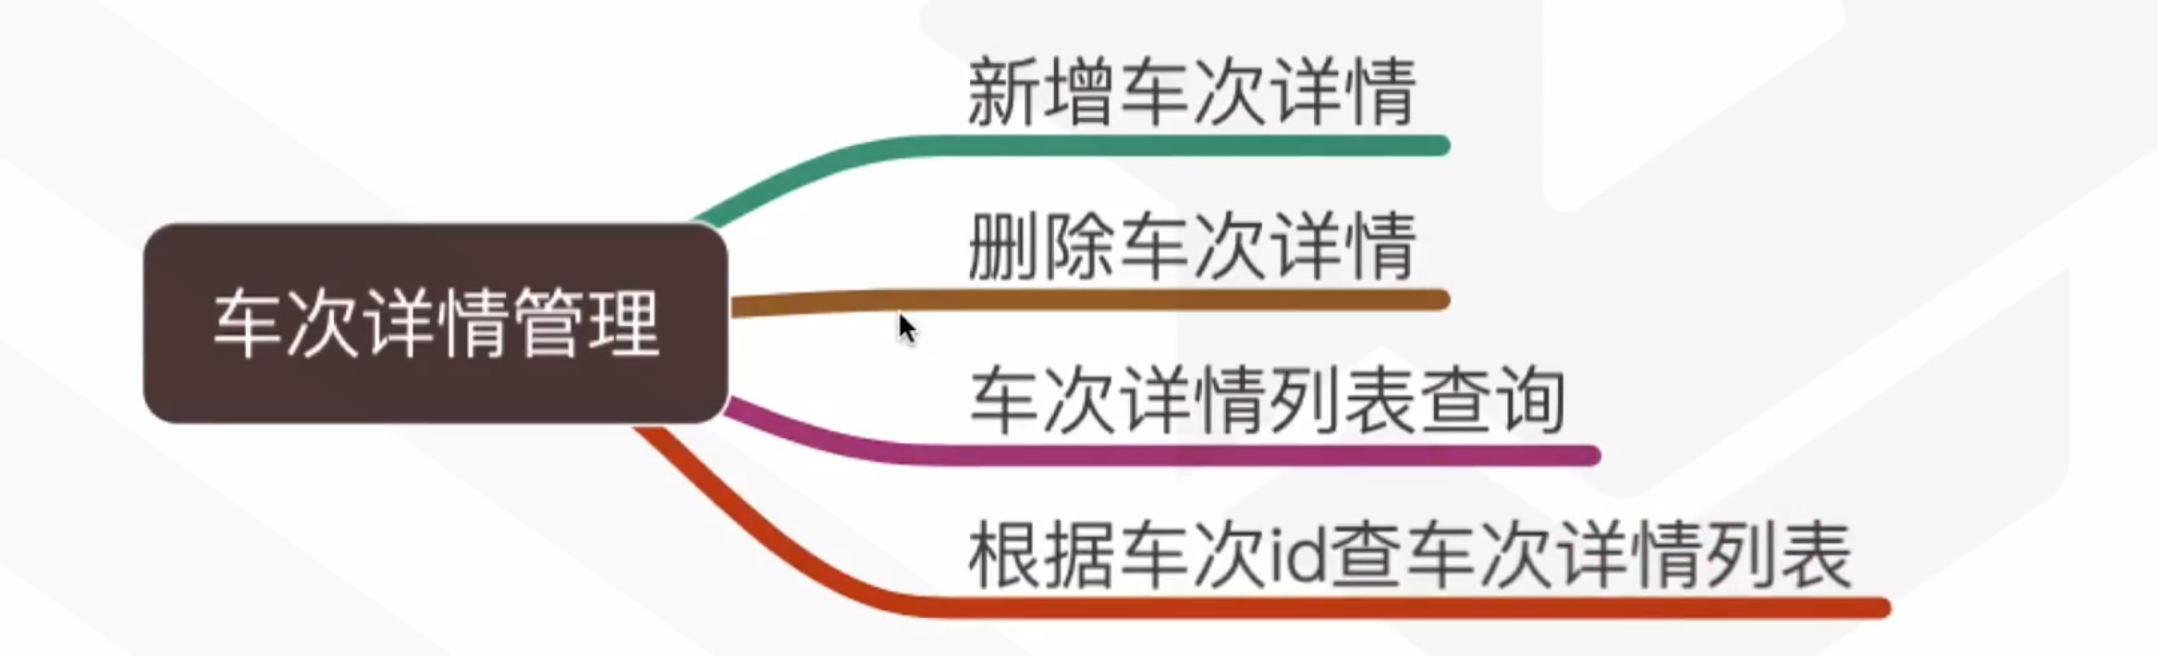 新增车次详情
删除车次详情
车次详情管理
车次详情列表查询
根据车次id查车次详情列表